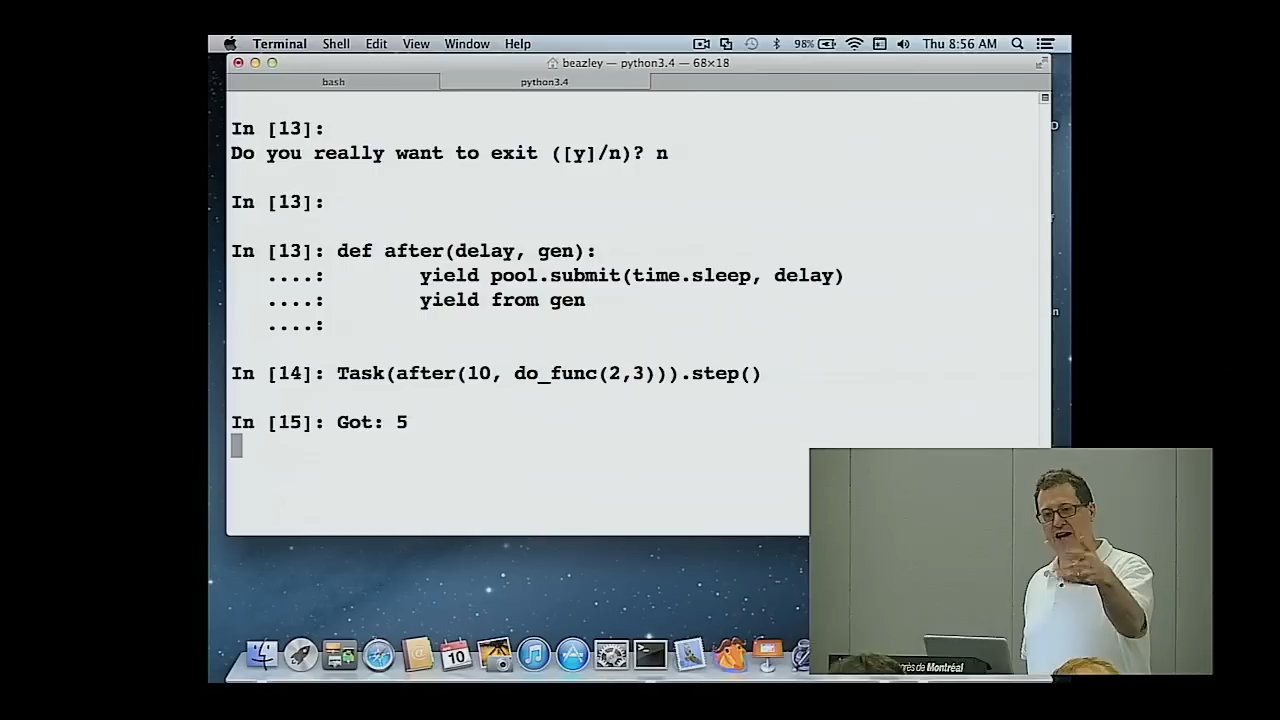 Terminal Shell Edit View Window Help 98% Thu 8:56 AM
beazley — python3.4 — 68×18
bash python3.4
In [13]:
Do you really want to exit ([y]/n)? n
In [13]:
In [13]: def after(delay, gen):
....: yield pool.submit(time.sleep, delay)
....: yield from gen
....:
In [14]: Task(after(10, do_func(2,3))).step()
In [15]: Got: 5
10
grès de Montréal